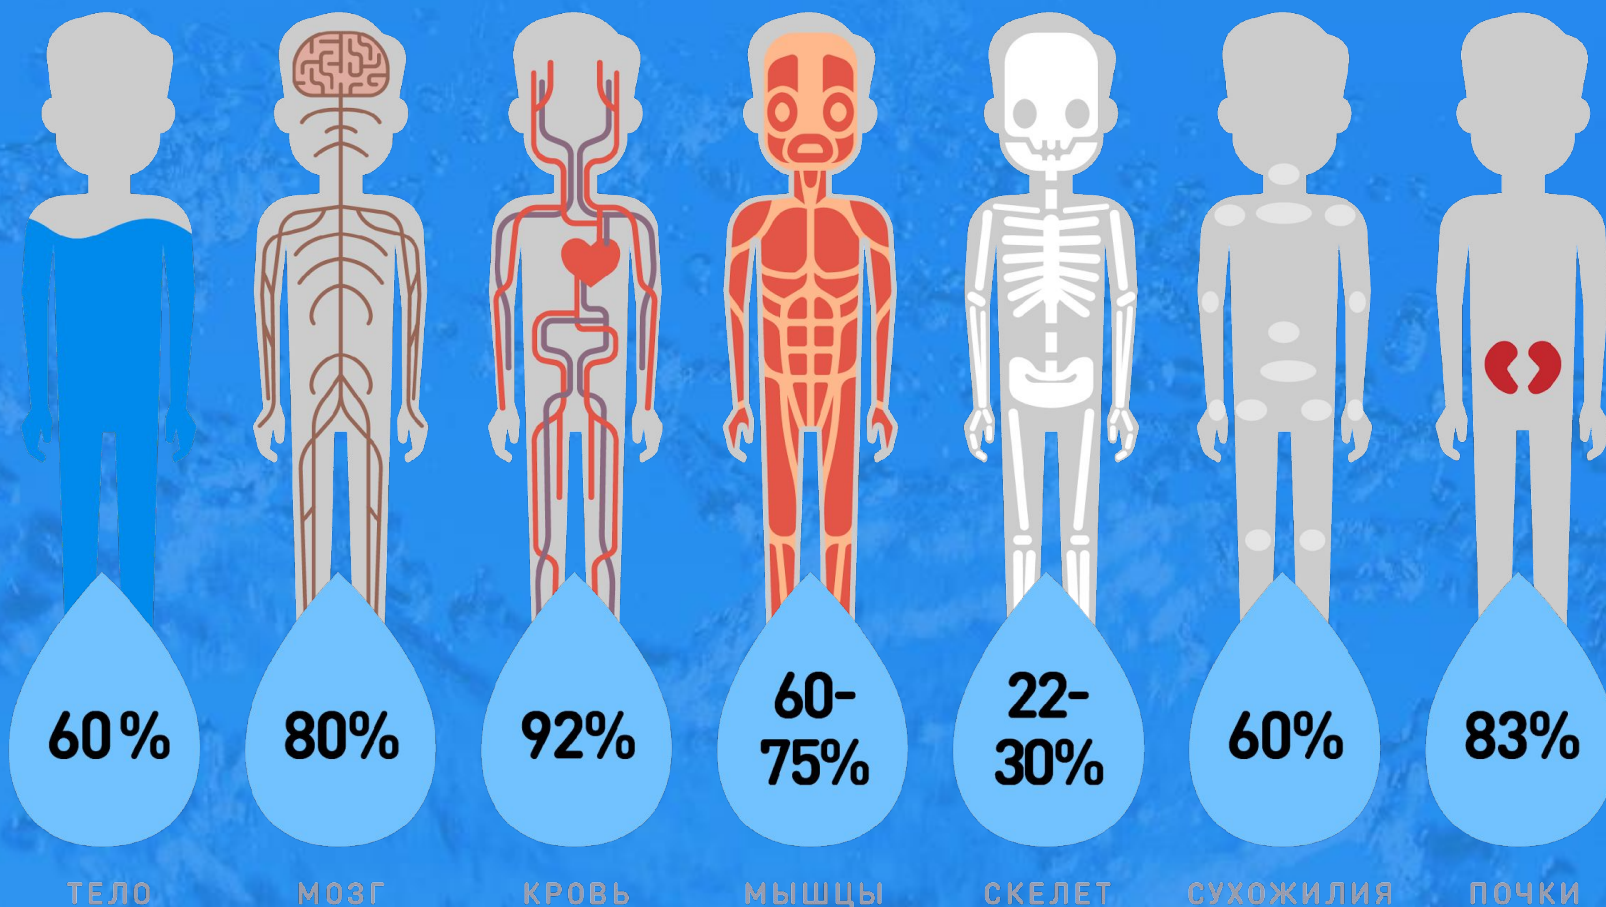 60%
80%
92%
60-
75%
22-
30%
60%
83%
ТЕЛО
МОЗГ
КРОВЬ
МЫШЦЫ
СКЕЛЕТ
СУХОЖИЛИЯ
ПОЧКИ